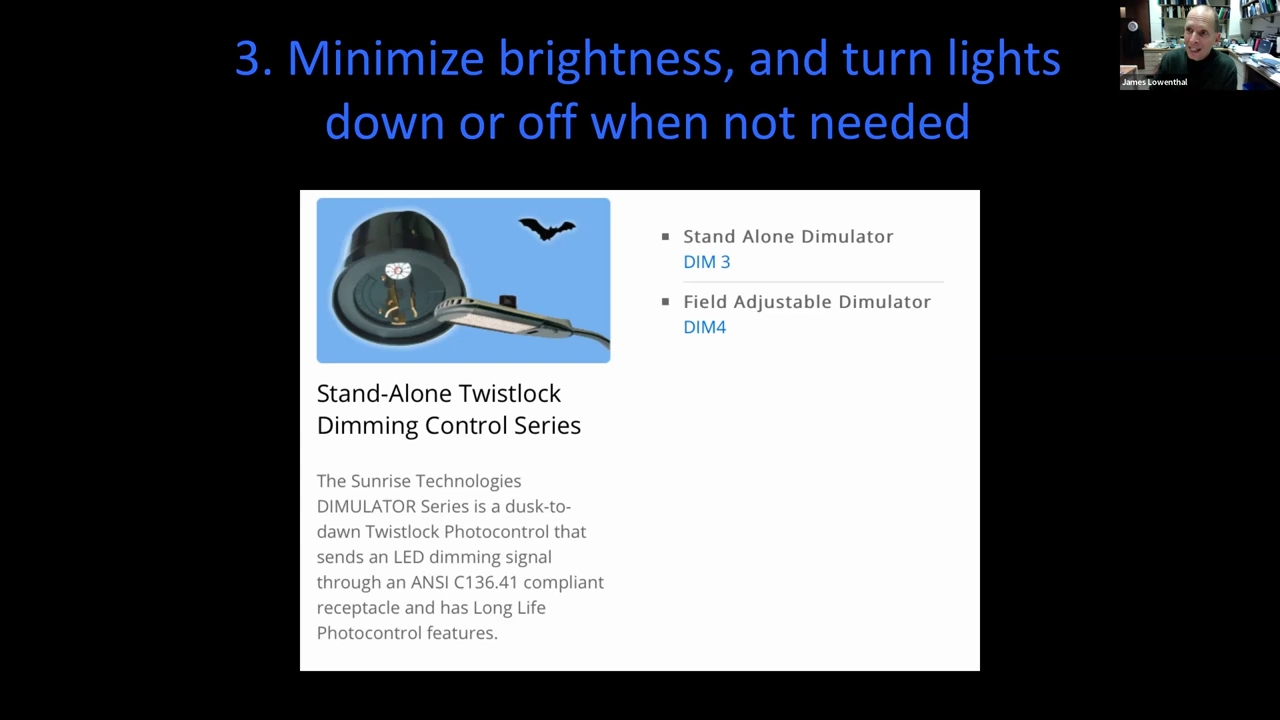 3. Minimize brightness, and turn lights
down or off when not needed
James Lowenthal
Stand-Alone Twistlock
Dimming Control Series
The Sunrise Technologies
DIMULATOR Series is a dusk-to-
dawn Twistlock Photocontrol that
sends an LED dimming signal
through an ANSI C136.41 compliant
receptacle and has Long Life
Photocontrol features.
▪ Stand Alone Dimulator
DIM 3
▪ Field Adjustable Dimulator
DIM4